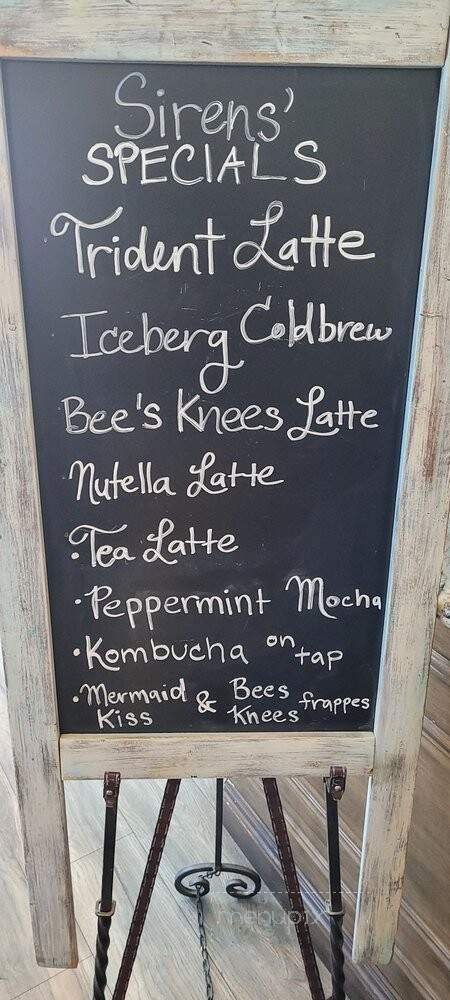 Sirens'
SPECIALS
Trident Latte
Iceberg Coldbrew
Bee's Knees Latte
Nutella Latte
• Tea Latte
• Peppermint Mocha
• Kombucha on tap
• Mermaid Kiss & Bees Knees frappes
menupix